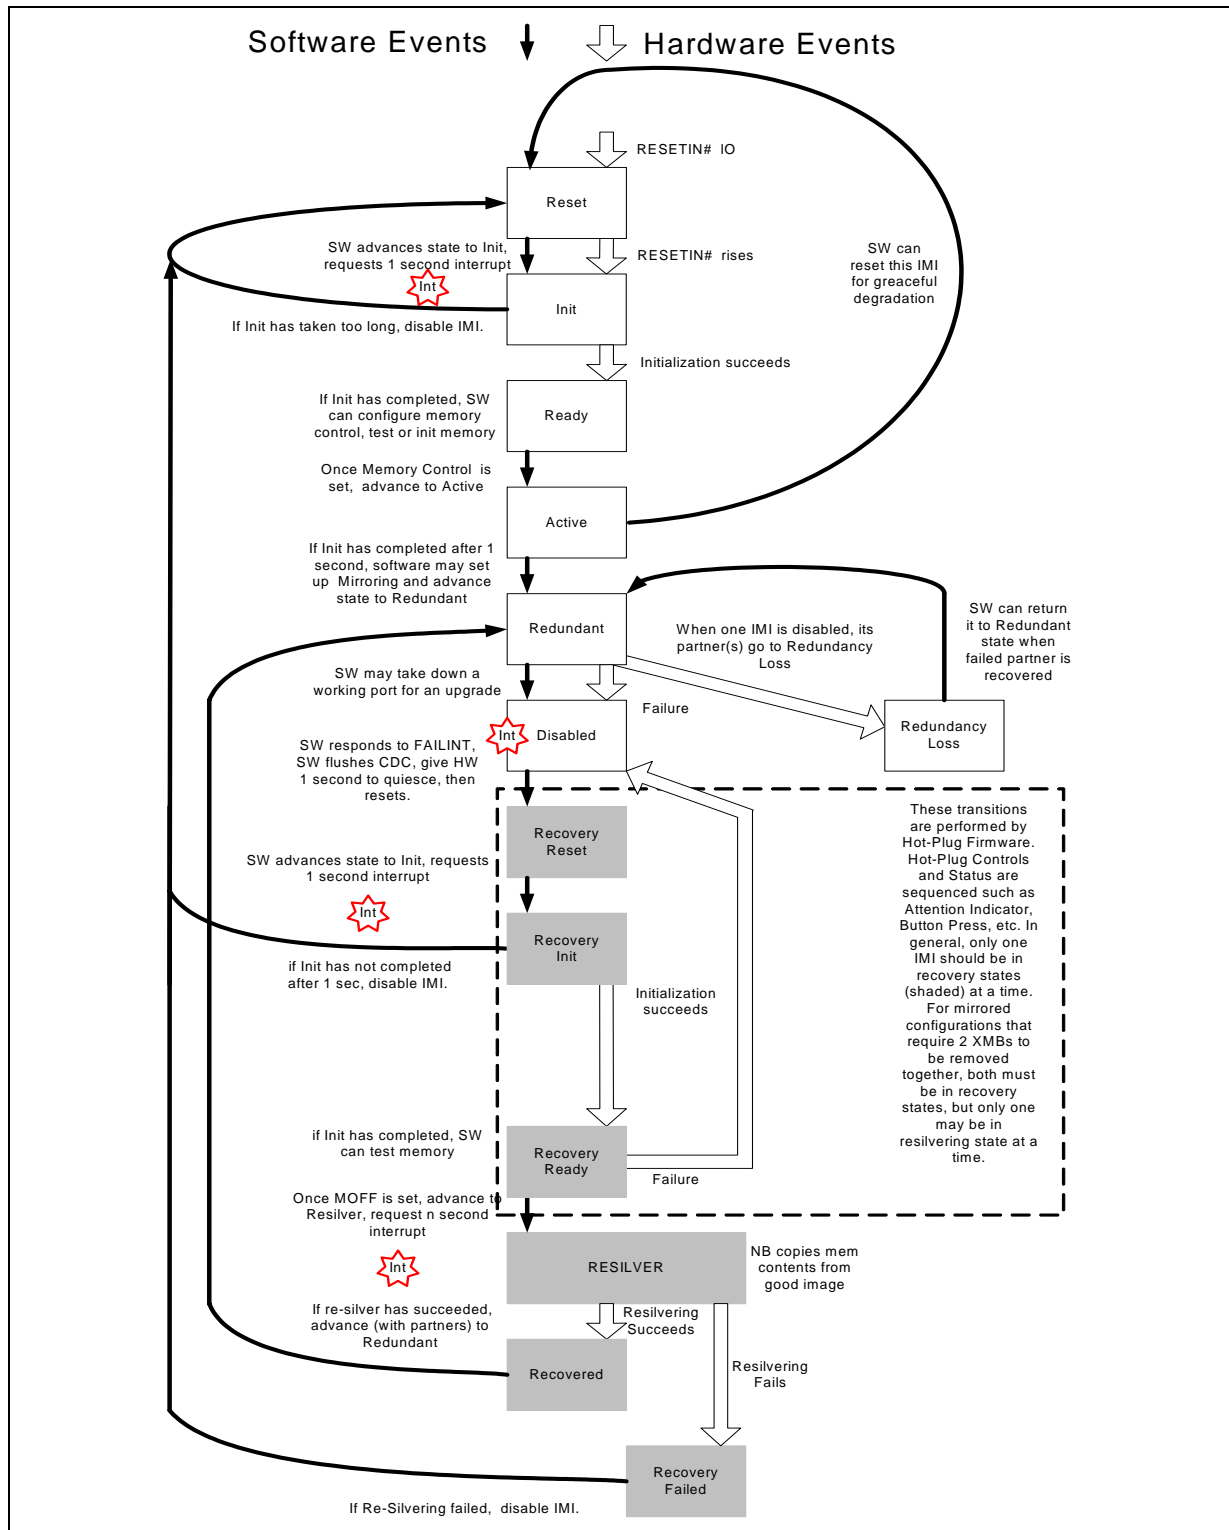 Software Events
Hardware Events
RESETIN# IO
Reset
SW advances state to Init,
requests 1 second interrupt
RESETIN# rises
SW can
reset this IMI
for greaceful
degradation
Int
Init
If Init has taken too long, disable IMI.
Initialization succeeds
If Init has completed, SW
can configure memory
control, test or init memory
Ready
Once Memory Control is
set, advance to Active
Active
If Init has completed after 1
second, software may set
up Mirroring and advance
state to Redundant
Redundant
When one IMI is disabled, its
partner(s) go to Redundancy
Loss
SW can return
it to Redundant
state when
failed partner is
recovered
SW may take down a
working port for an upgrade
Failure
Int
Disabled
Redundancy
Loss
SW responds to FAILINT,
SW flushes CDC, give HW
1 second to quiesce, then
resets.
Recovery
Reset
These transitions
are performed by
Hot-Plug Firmware.
Hot-Plug Controls
and Status are
sequenced such as
Attention Indicator,
Button Press, etc. In
general, only one
IMI should be in
recovery states
(shaded) at a time.
For mirrored
configurations that
require 2 XMBs to
be removed
together, both must
be in recovery
states, but only one
may be in
resilvering state at a
time.
SW advances state to Init, requests
1 second interrupt
Int
Recovery
Init
if Init has not completed
after 1 sec, disable IMI.
Initialization
succeeds
if Init has completed, SW
can test memory
Recovery
Ready
Failure
Once MOFF is set, advance to
Resilver, request n second
interrupt
Int
RESILVER
NB copies mem
contents from
good image
If re-silver has succeeded,
advance (with partners) to
Redundant
Resilvering
Succeeds
Recovered
Resilvering
Fails
Recovery
Failed
If Re-Silvering failed, disable IMI.